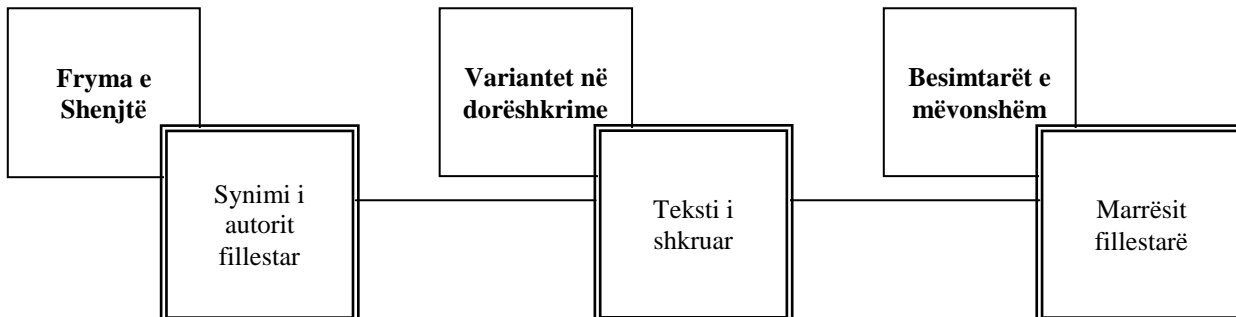 Fryma e
Shenjtë
Variantet në
dorëshkrime
Besimtarët e
mëvonshëm
Synimi i
autorit
fillestar
Teksti i
shkruar
Marrësit
fillestarë